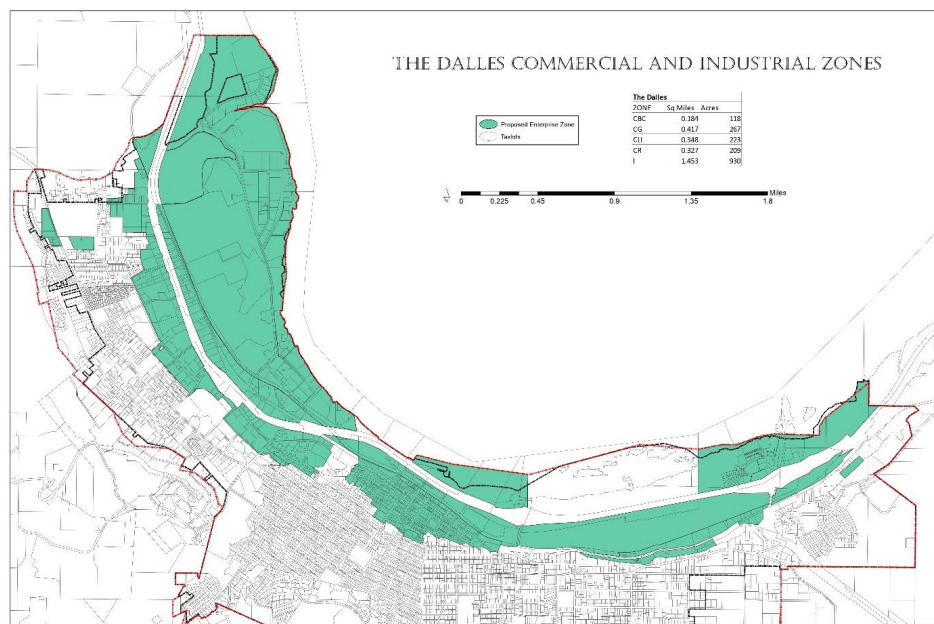 THE DALLES COMMERCIAL AND INDUSTRIAL ZONES
The Dalles
ZONE Sq Miles Acres
CBC 0.184 118
CG 0.417 267
CLI 0.348 223
CR 0.327 209
I 1.453 930
Proposed Enterprise Zone
Taxlots
Miles
0 0.225 0.45 0.9 1.35 1.8